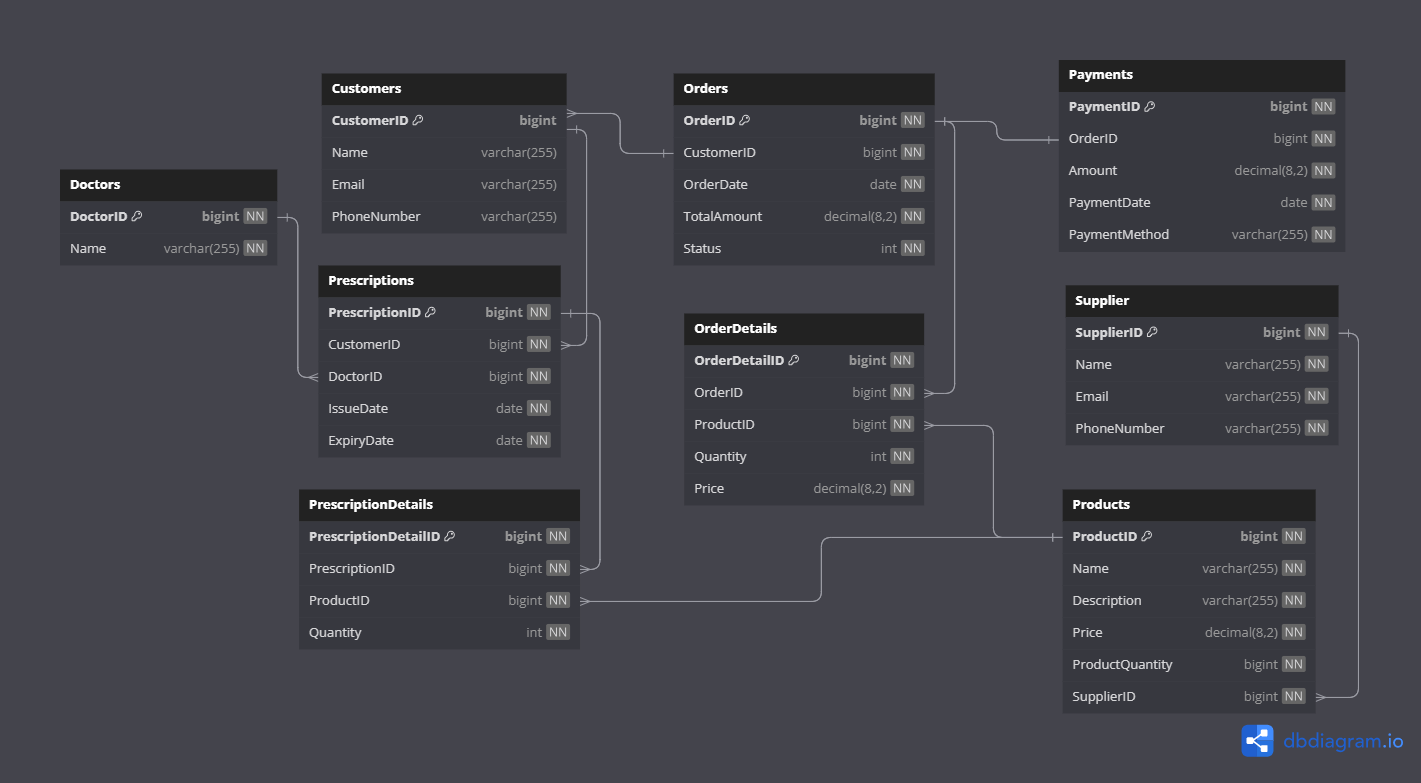 Customers
CustomerID bigint
Name varchar(255)
Email varchar(255)
PhoneNumber varchar(255)
Orders
OrderID bigint NN
CustomerID bigint NN
OrderDate date NN
TotalAmount decimal(8,2) NN
Status int NN
Payments
PaymentID bigint NN
OrderID bigint NN
Amount decimal(8,2) NN
PaymentDate date NN
PaymentMethod varchar(255) NN
Doctors
DoctorID bigint NN
Name varchar(255) NN
Prescriptions
PrescriptionID bigint NN
CustomerID bigint NN
DoctorID bigint NN
IssueDate date NN
ExpiryDate date NN
OrderDetails
OrderDetailID bigint NN
OrderID bigint NN
ProductID bigint NN
Quantity int NN
Price decimal(8,2) NN
Supplier
SupplierID bigint NN
Name varchar(255) NN
Email varchar(255) NN
PhoneNumber varchar(255) NN
PrescriptionDetails
PrescriptionDetailID bigint NN
PrescriptionID bigint NN
ProductID bigint NN
Quantity int NN
Products
ProductID bigint NN
Name varchar(255) NN
Description varchar(255) NN
Price decimal(8,2) NN
ProductQuantity bigint NN
SupplierID bigint NN
dbdiagram.io